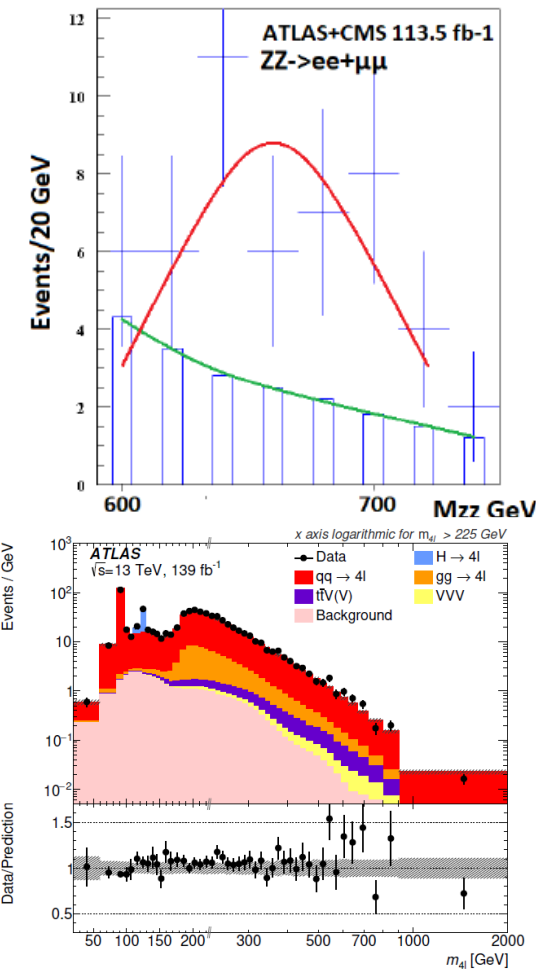 12
ATLAS+CMS 113.5 fb-1
ZZ->ee+μμ
10
8
6
4
2
0
Events/20 GeV
600
700
Mzz GeV
x axis logarithmic for m4l > 225 GeV
ATLAS
√s=13 TeV, 139 fb⁻¹
Data
H → 4l
qq → 4l
gg → 4l
tt̄V(V)
VVV
Background
Events / GeV
10³
10²
10
1
10⁻¹
10⁻²
Data/Prediction
1.5
1
0.5
50 100 150 200 300 500 700 1000 2000
m4l [GeV]